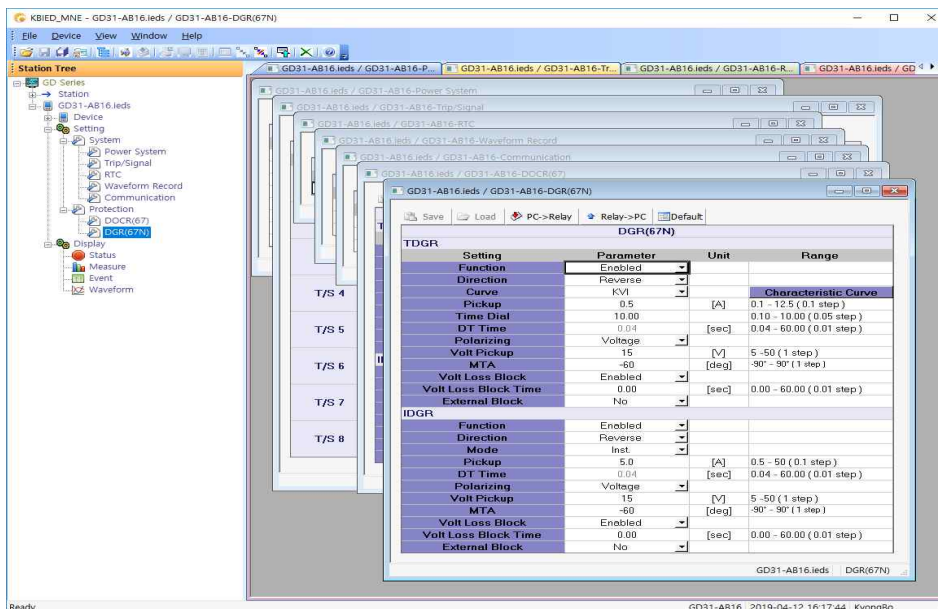 KBIED_MNE - GD31-AB16.ieds / GD31-AB16-DGR(67N)
File Device View Window Help
Station Tree
GD31-AB16.ieds / GD31-AB16-P... GD31-AB16.ieds / GD31-AB16-Tr... GD31-AB16.ieds / GD31-AB16-R... GD31-AB16.ieds / GD
GD Series
Station
GD31-AB16.ieds
Device
Setting
System
Power System
Trip/Signal
RTC
Waveform Record
Communication
Protection
DOCR(67)
DGR(67N)
Display
Status
Measure
Event
Waveform
GD31-AB16.ieds / GD31-AB16-Power System
GD31-AB16.ieds / GD31-AB16-Trip/Signal
GD31-AB16.ieds / GD31-AB16-RTC
GD31-AB16.ieds / GD31-AB16-Waveform Record
GD31-AB16.ieds / GD31-AB16-Communication
GD31-AB16.ieds / GD31-AB16-DOCR(67)
T/S 4
T/S 5
T/S 6
T/S 7
T/S 8
GD31-AB16.ieds / GD31-AB16-DGR(67N)
Save Load PC->Relay Relay->PC Default
DGR(67N)
TDGR
Setting Parameter Unit Range
Function Enabled
Direction Reverse
Curve KVI Characteristic Curve
Pickup 0.5 [A] 0.1 - 12.5 ( 0.1 step )
Time Dial 10.00 0.10 - 10.00 ( 0.05 step )
DT Time 0.04 [sec] 0.04 - 60.00 ( 0.01 step )
Polarizing Voltage
Volt Pickup 15 [V] 5 -50 ( 1 step )
MTA -60 [deg] -90° ~ 90° ( 1 step )
Volt Loss Block Enabled
Volt Loss Block Time 0.00 [sec] 0.00 - 60.00 ( 0.01 step )
External Block No
IDGR
Function Enabled
Direction Reverse
Mode Inst.
Pickup 5.0 [A] 0.5 - 50 ( 0.1 step )
DT Time 0.04 [sec] 0.04 - 60.00 ( 0.01 step )
Polarizing Voltage
Volt Pickup 15 [V] 5 -50 ( 1 step )
MTA -60 [deg] -90° ~ 90° ( 1 step )
Volt Loss Block Enabled
Volt Loss Block Time 0.00 [sec] 0.00 - 60.00 ( 0.01 step )
External Block No
GD31-AB16.ieds DGR(67N)
Ready GD31-AB16 2019-04-12 16:17:44 KyongBo